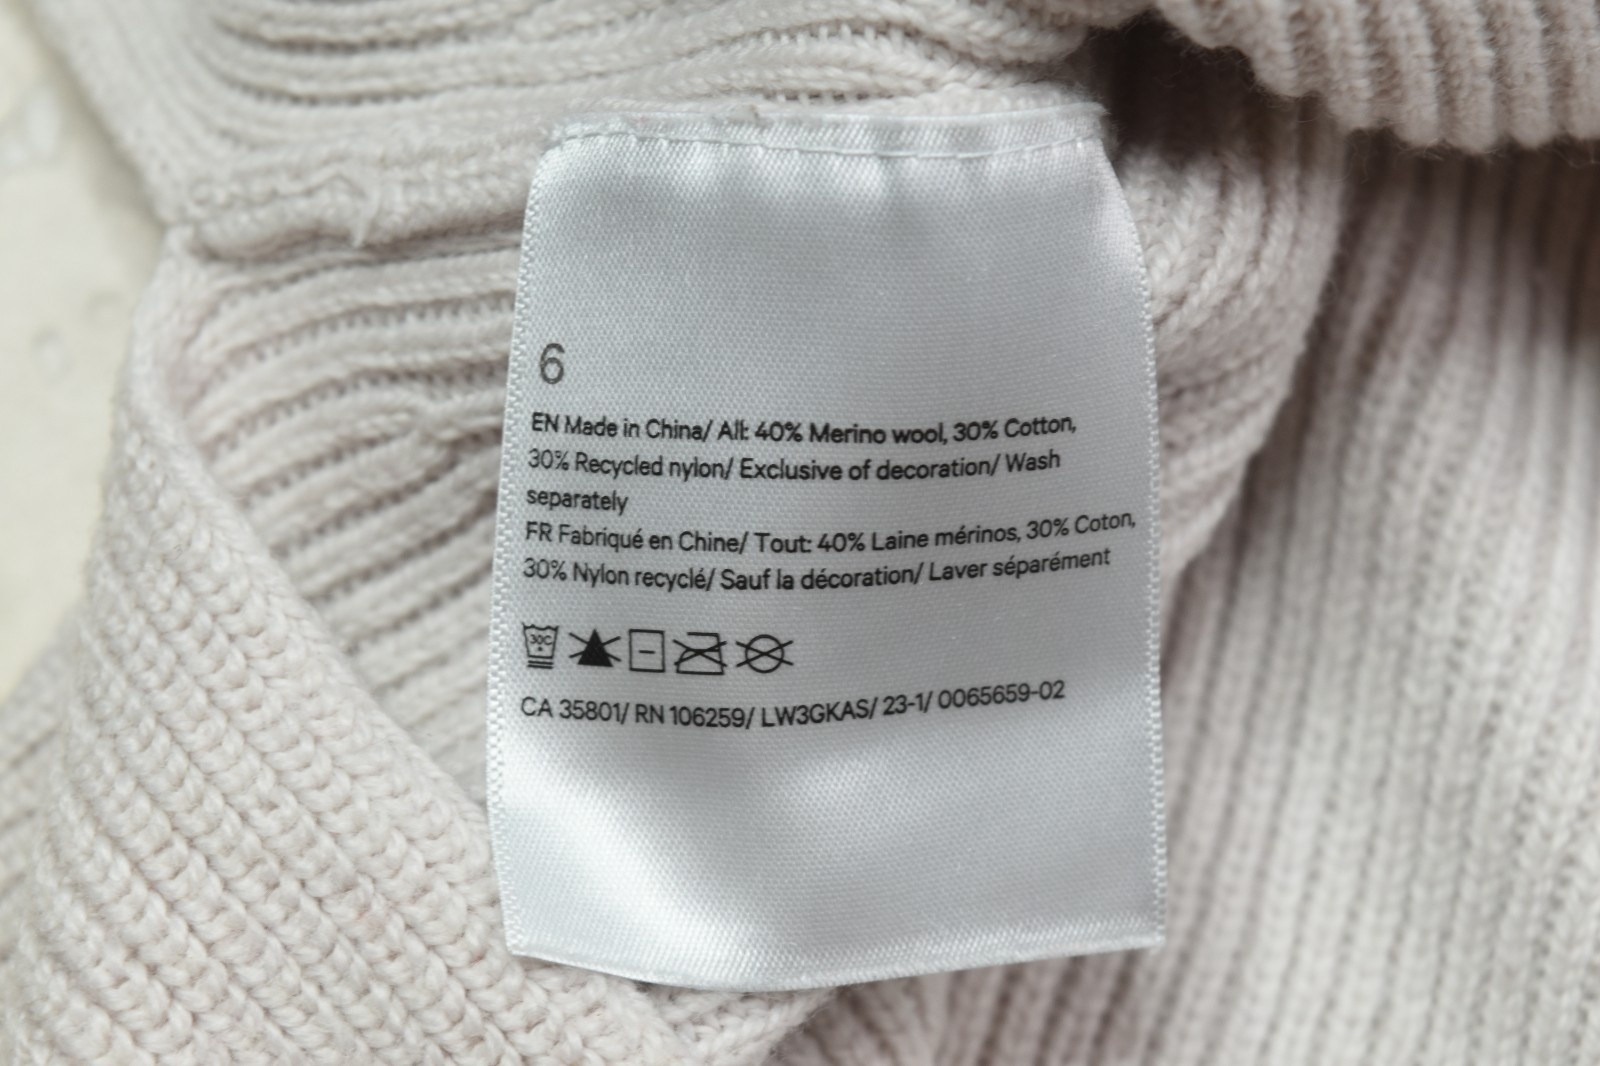 6
EN Made in China/ All: 40% Merino wool, 30% Cotton,
30% Recycled nylon/ Exclusive of decoration/ Wash
separately
FR Fabriqué en Chine/ Tout: 40% Laine mérinos, 30% Coton,
30% Nylon recyclé/ Sauf la décoration/ Laver séparément
30C
CA 35801/ RN 106259/ LW3GKAS/ 23-1/ 0065659-02